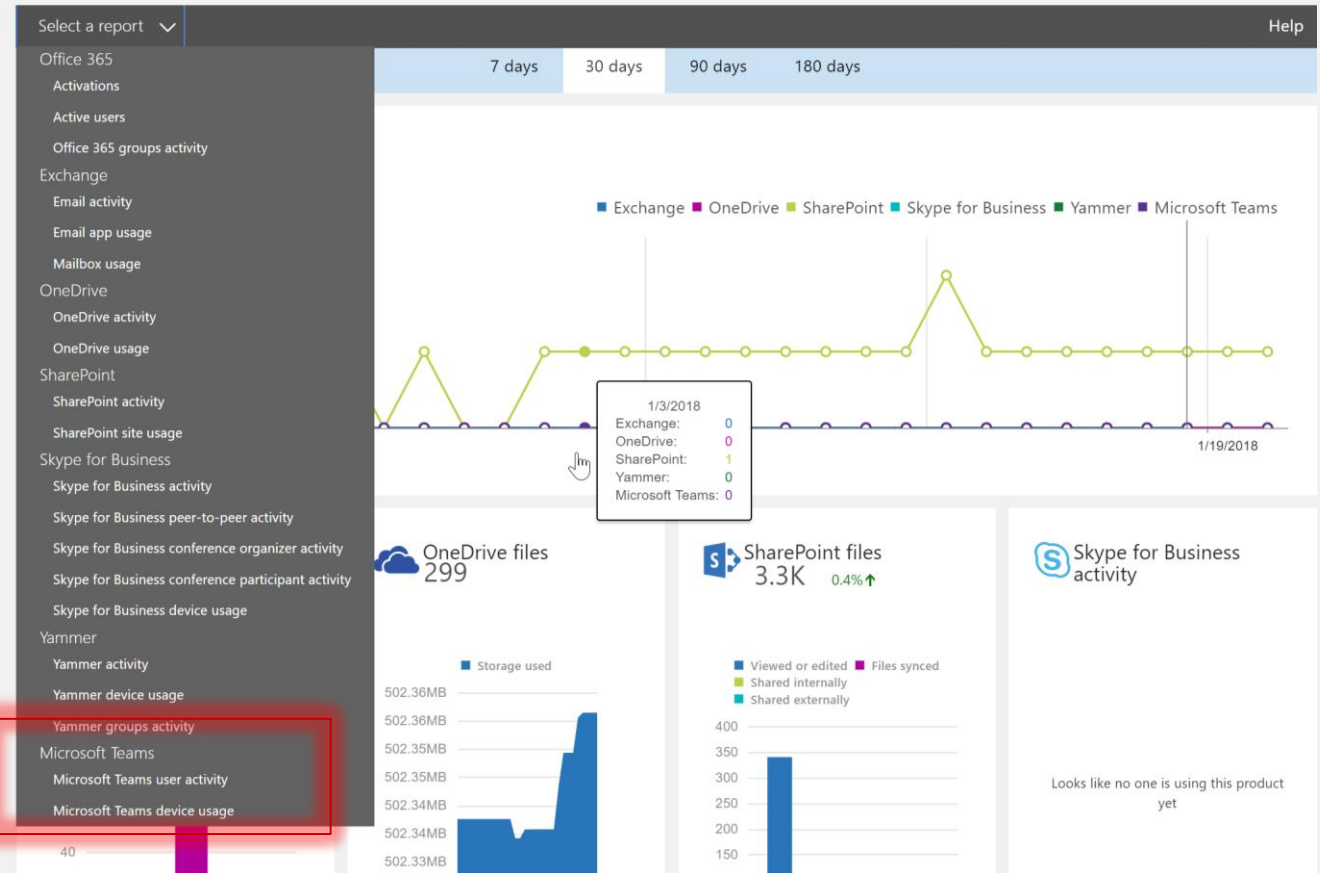 Select a report
Help
Office 365
Activations
Active users
Office 365 groups activity
Exchange
Email activity
Email app usage
Mailbox usage
OneDrive
OneDrive activity
OneDrive usage
SharePoint
SharePoint activity
SharePoint site usage
Skype for Business
Skype for Business activity
Skype for Business peer-to-peer activity
Skype for Business conference organizer activity
Skype for Business conference participant activity
Skype for Business device usage
Yammer
Yammer activity
Yammer device usage
Yammer groups activity
Microsoft Teams
Microsoft Teams user activity
Microsoft Teams device usage
40
7 days 30 days 90 days 180 days
Exchange OneDrive SharePoint Skype for Business Yammer Microsoft Teams
1/3/2018
Exchange: 0
OneDrive: 0
SharePoint: 1
Yammer: 0
Microsoft Teams: 0
1/19/2018
OneDrive files
299
Storage used
502.36MB
502.36MB
502.35MB
502.35MB
502.34MB
502.34MB
502.33MB
SharePoint files
3.3K 0.4%
Viewed or edited Files synced
Shared internally
Shared externally
400
350
300
250
200
150
Skype for Business
activity
Looks like no one is using this product
yet